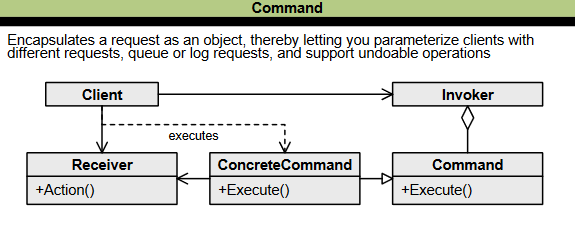 Command
Encapsulates a request as an object, thereby letting you parameterize clients with
different requests, queue or log requests, and support undoable operations
Client
Invoker
executes
Receiver
ConcreteCommand
Command
+Action()
+Execute()
+Execute()